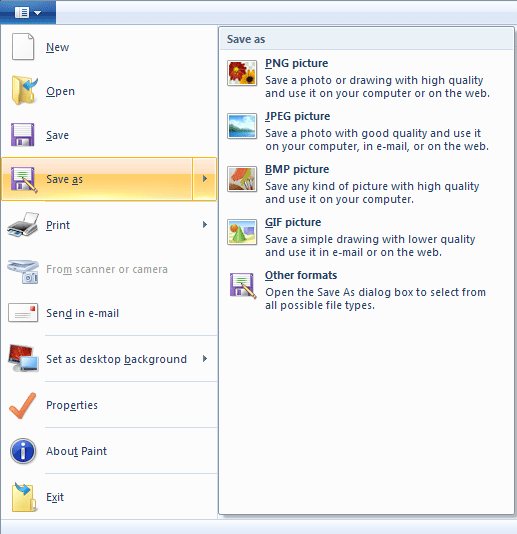 New
Open
Save
Save as
Print
From scanner or camera
Send in e-mail
Set as desktop background
Properties
About Paint
Exit
Save as
PNG picture
Save a photo or drawing with high quality
and use it on your computer or on the web.
JPEG picture
Save a photo with good quality and use it
on your computer, in e-mail, or on the web.
BMP picture
Save any kind of picture with high quality
and use it on your computer.
GIF picture
Save a simple drawing with lower quality
and use it in e-mail or on the web.
Other formats
Open the Save As dialog box to select from
all possible file types.